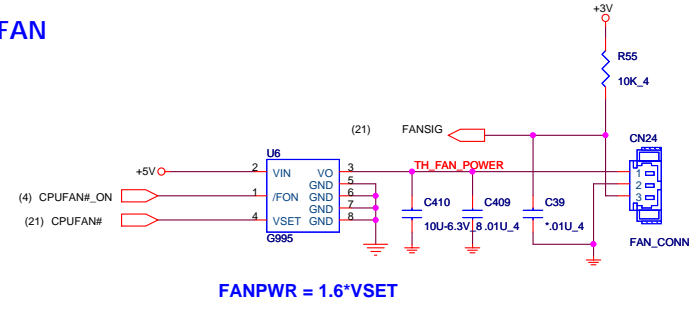 FAN
+3V
R55
10K_4
(21) FANSIG
CN24
U6
+5V
2 VIN VO 3
TH_FAN_POWER
GND 5
(4) CPUFAN#_ON
1 /FON GND 6
GND 7
(21) CPUFAN#
4 VSET GND 8
G995
C410
10U-6.3V_8
C409
.01U_4
C39
*.01U_4
1
2
3
FAN_CONN
FANPWR = 1.6*VSET